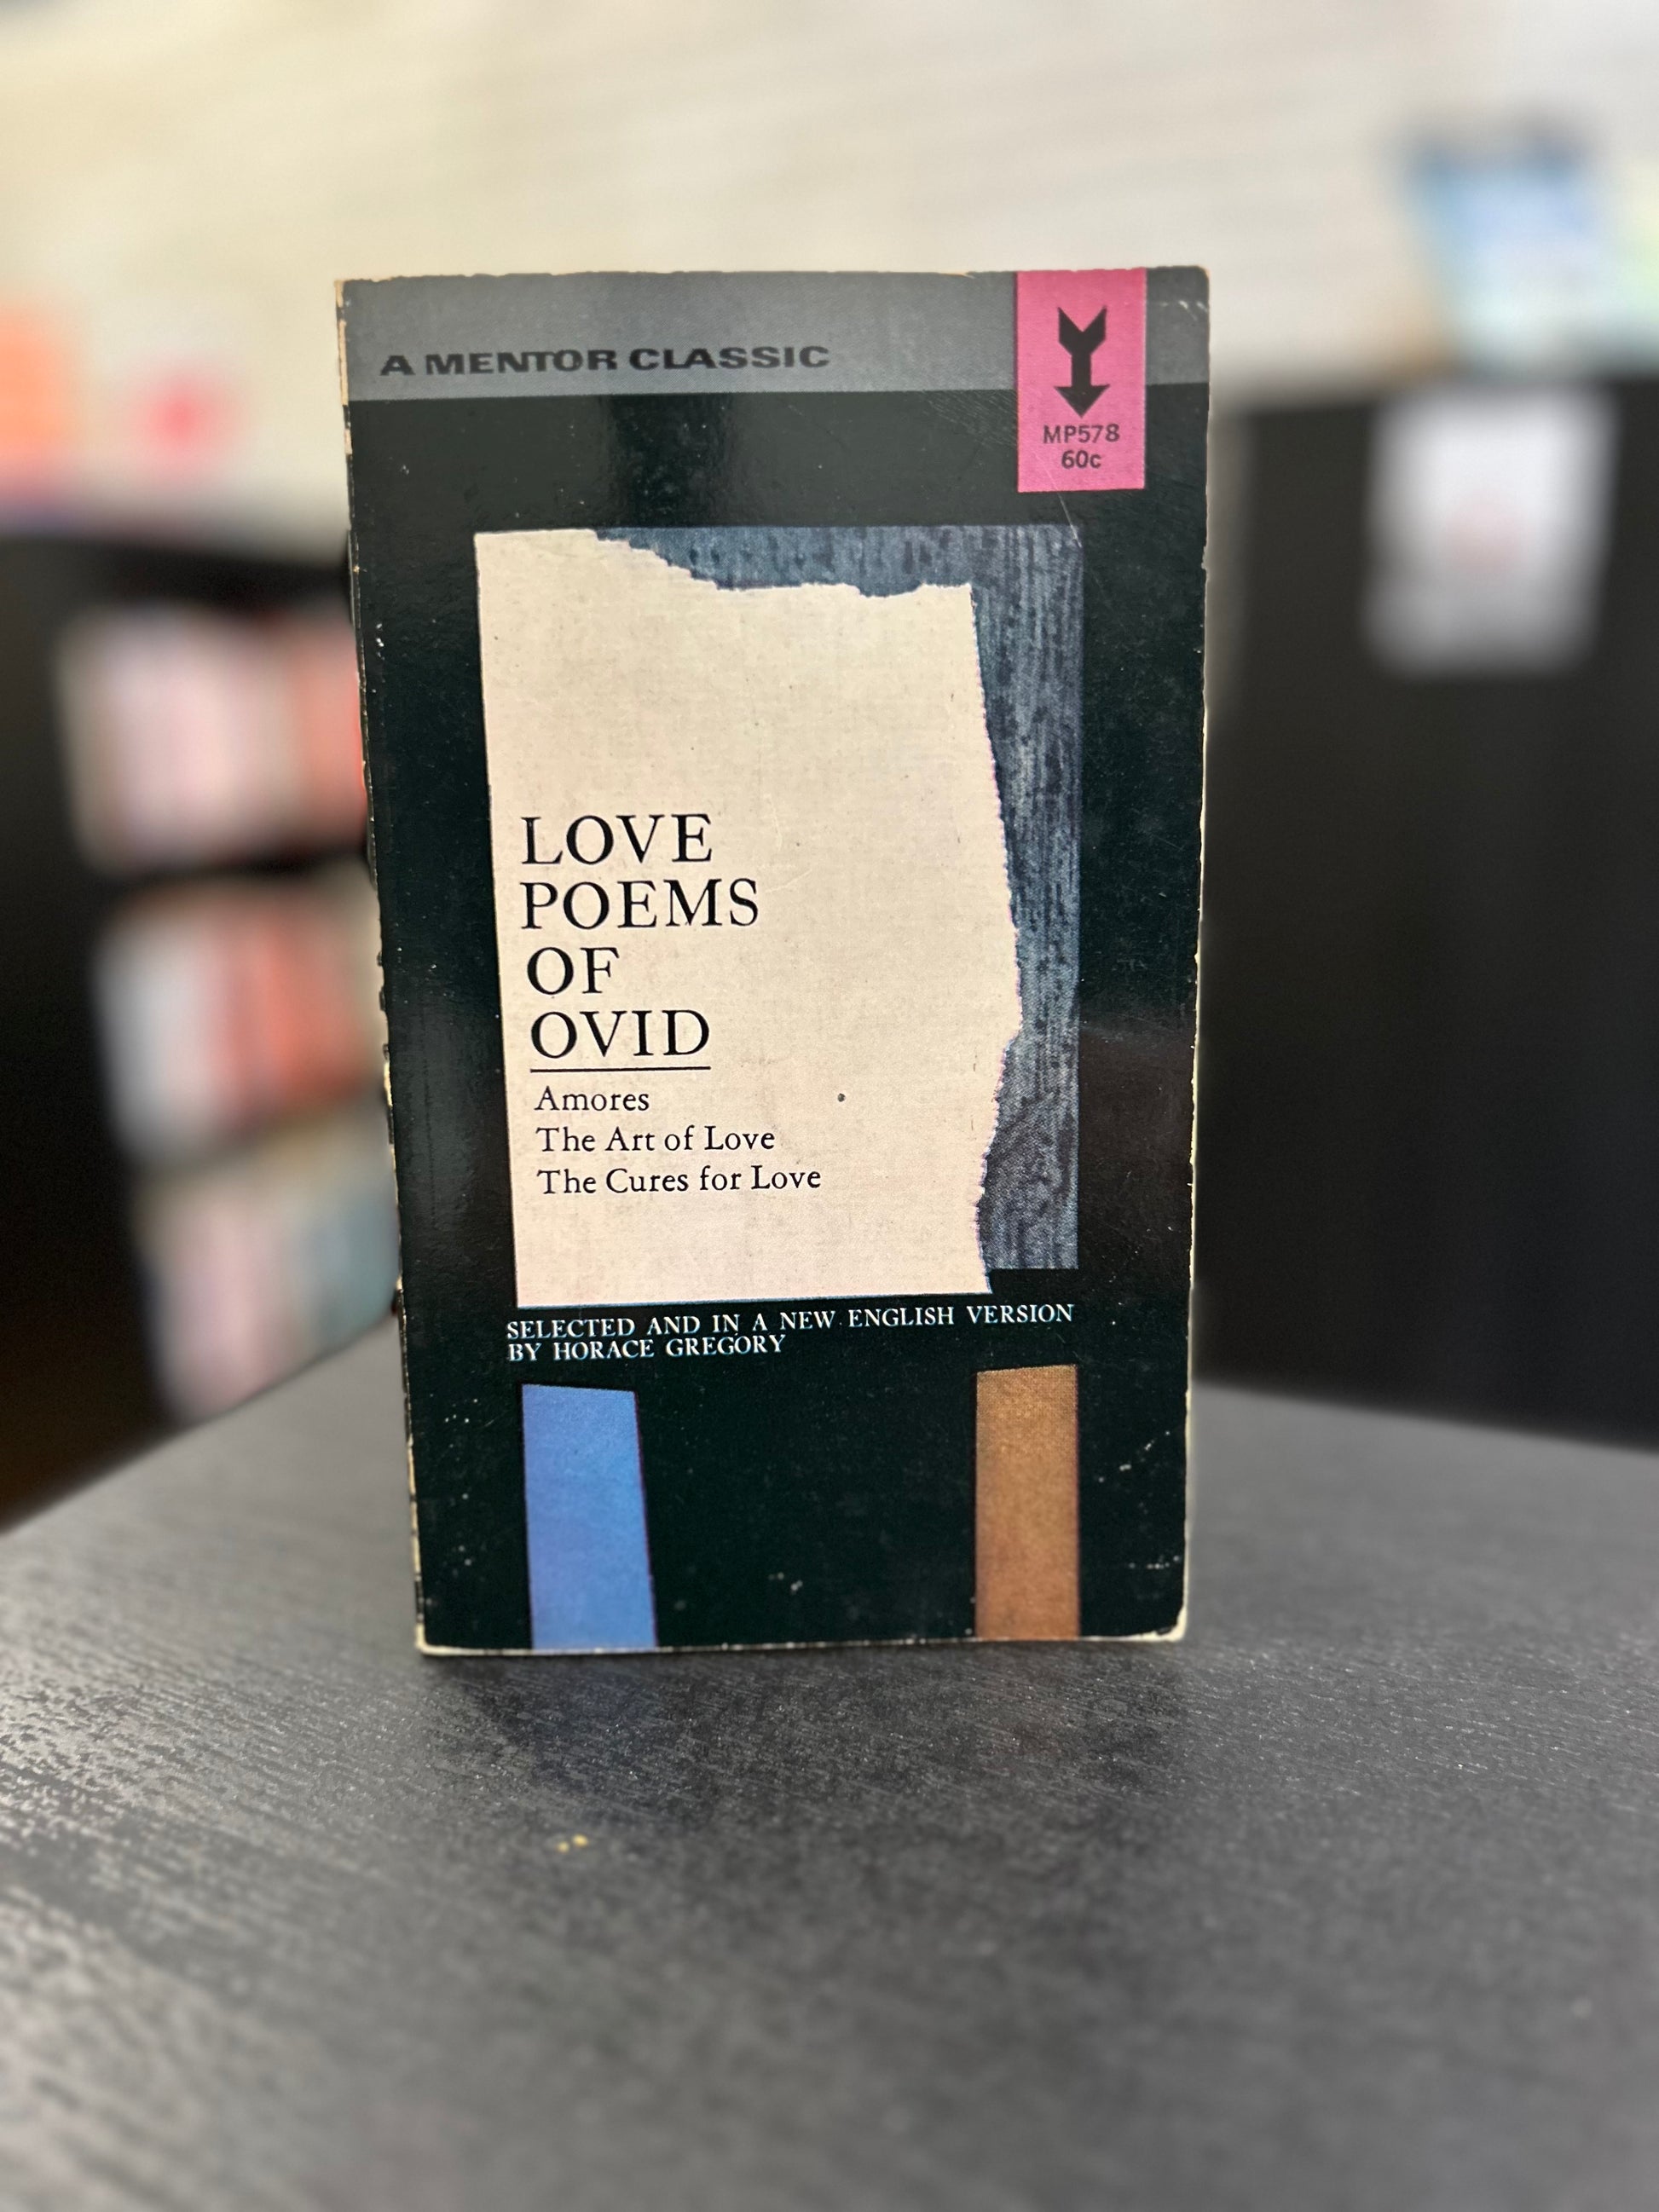 A MENTOR CLASSIC
MP578
60c
LOVE
POEMS
OF
OVID
Amores
The Art of Love
The Cures for Love
SELECTED AND IN A NEW ENGLISH VERSION
BY HORACE GREGORY